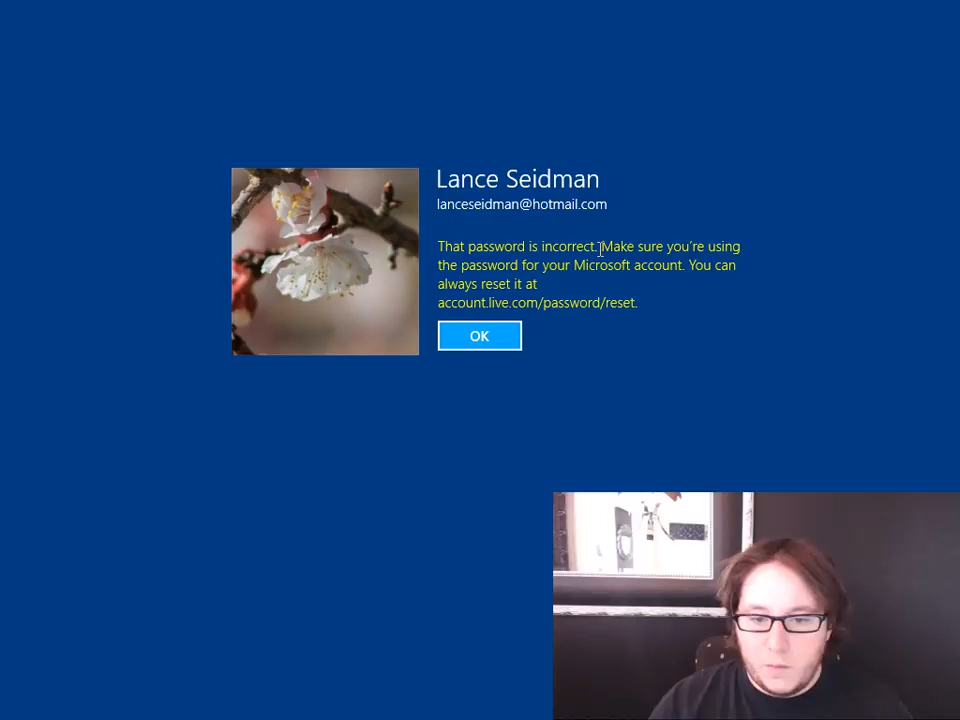 Lance Seidman
lanceseidman@hotmail.com
That password is incorrect. Make sure you're using
the password for your Microsoft account. You can
always reset it at
account.live.com/password/reset.
OK